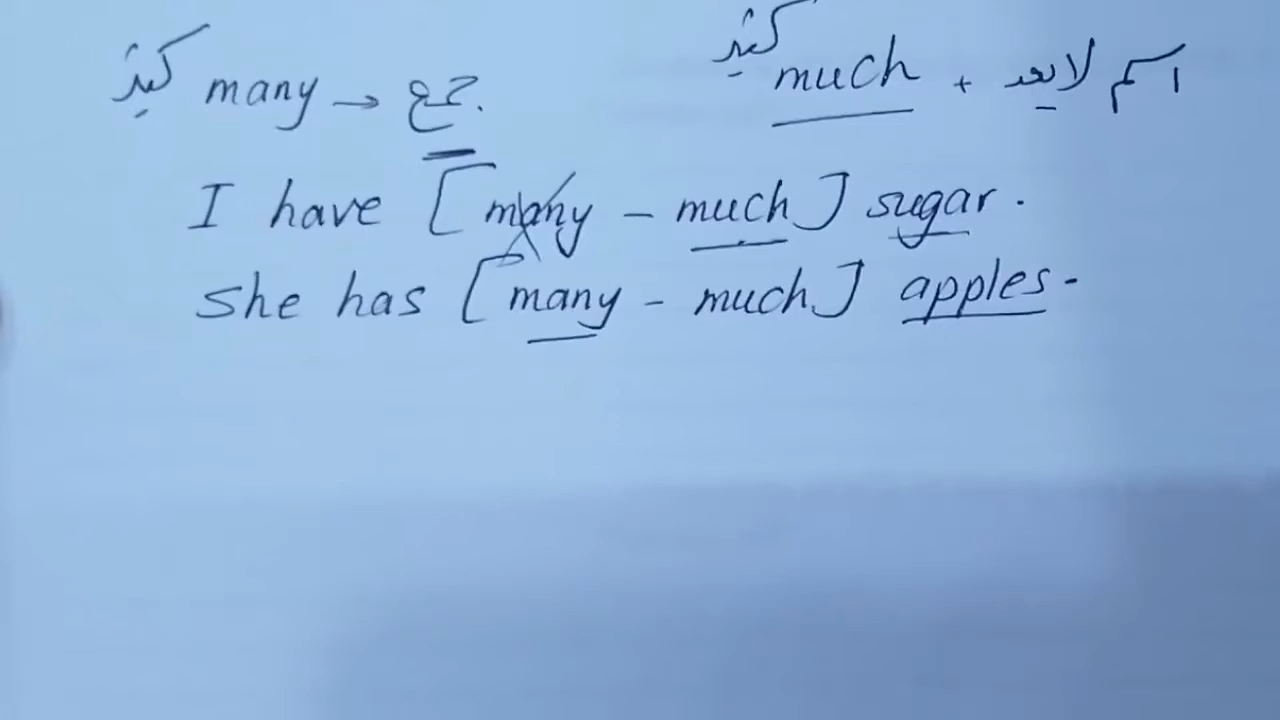 كثير many → جمع.
كثير much + اسم لا يعد
I have [many - much] sugar.
She has [many - much] apples.